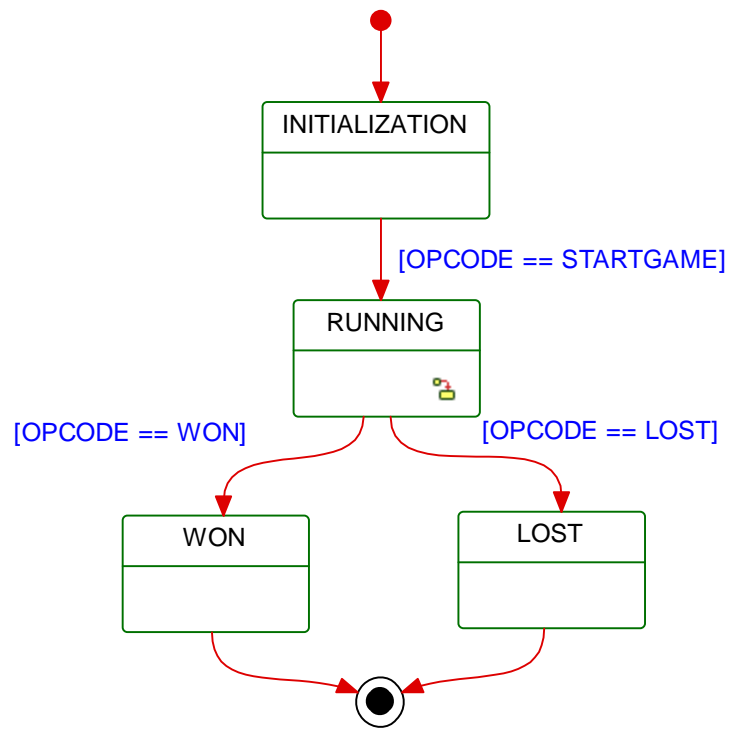 INITIALIZATION
[OPCODE == STARTGAME]
RUNNING
[OPCODE == WON]
[OPCODE == LOST]
WON
LOST